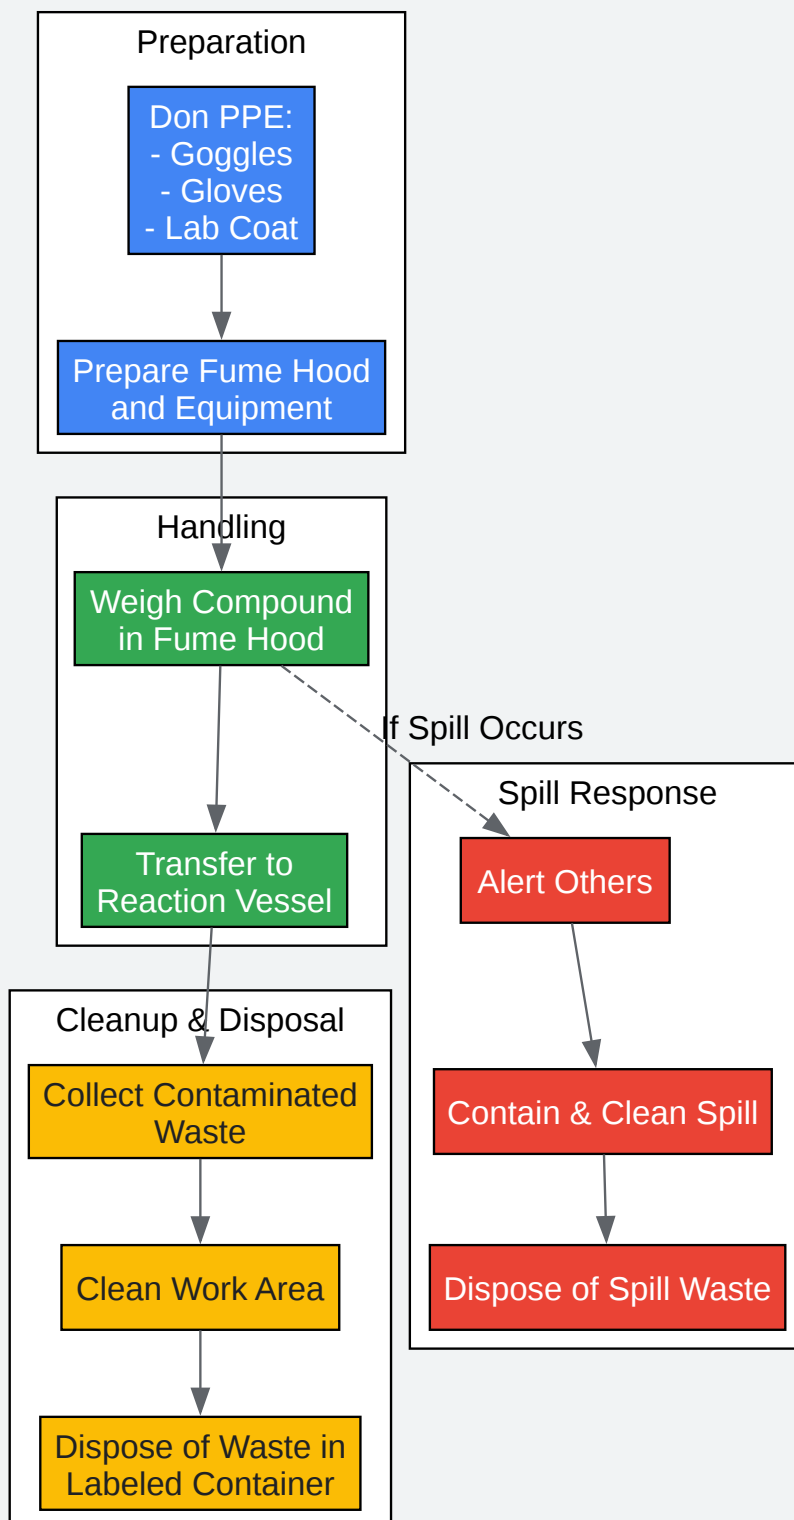 Preparation
Don PPE:
- Goggles
- Gloves
- Lab Coat
Prepare Fume Hood
and Equipment
Handling
Weigh Compound
in Fume Hood
If Spill Occurs
Transfer to
Reaction Vessel
Spill Response
Alert Others
Contain & Clean Spill
Dispose of Spill Waste
Cleanup & Disposal
Collect Contaminated
Waste
Clean Work Area
Dispose of Waste in
Labeled Container